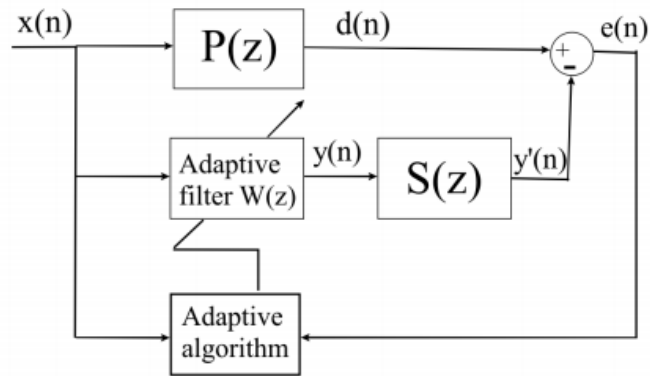 x(n)
P(z)
d(n)
+
-
e(n)
Adaptive
filter W(z)
y(n)
S(z)
y'(n)
Adaptive
algorithm